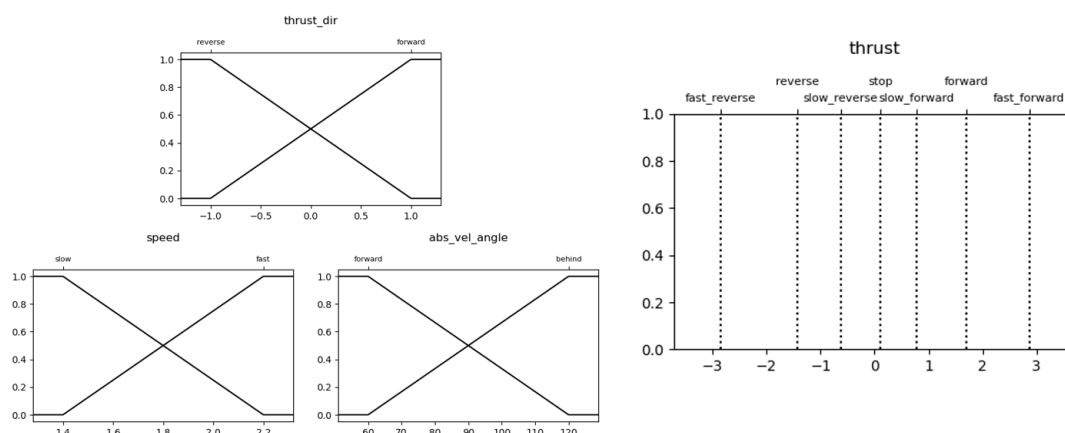 thrust_dir
reverse forward
1.0
0.8
0.6
0.4
0.2
0.0
−1.0 −0.5 0.0 0.5 1.0
speed
slow fast
1.0
0.8
0.6
0.4
0.2
0.0
1.4 1.6 1.8 2.0 2.2
abs_vel_angle
forward behind
1.0
0.8
0.6
0.4
0.2
0.0
60 70 80 90 100 110 120
thrust
reverse stop forward
fast_reverse slow_reverse slow_forward fast_forward
1.0
0.8
0.6
0.4
0.2
0.0
−3 −2 −1 0 1 2 3